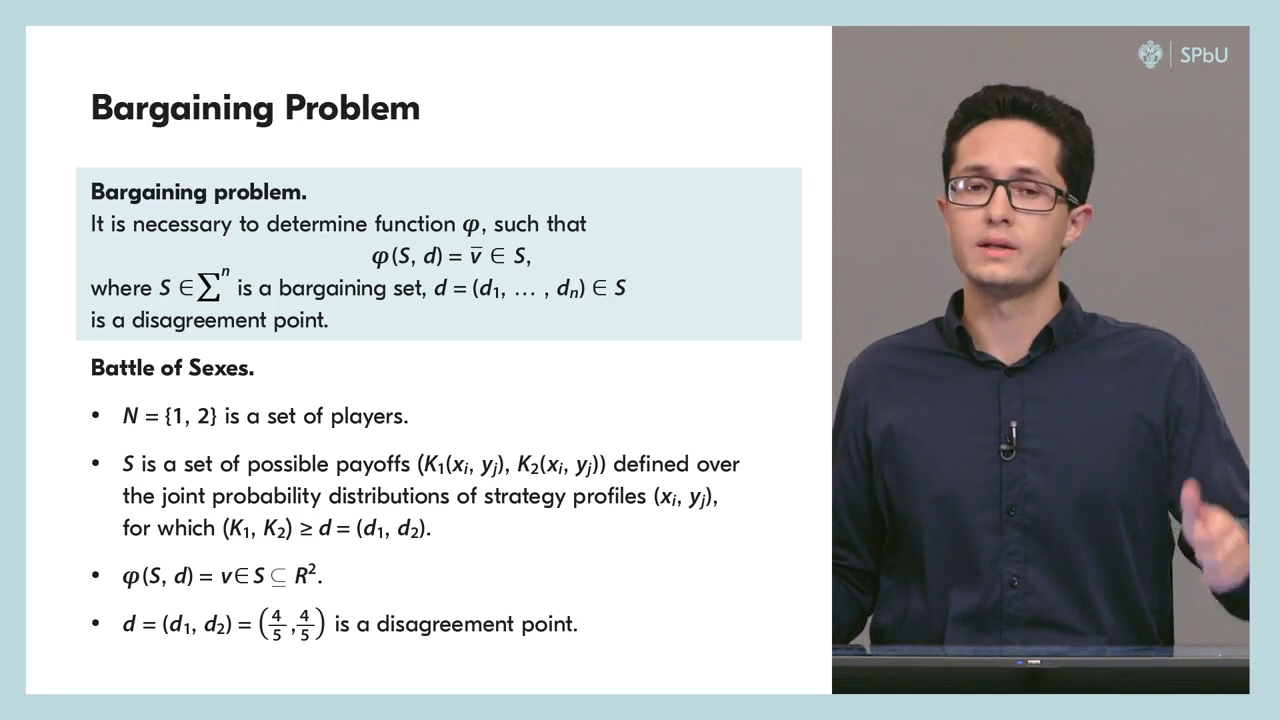 SPbU
Bargaining Problem
Bargaining problem.
It is necessary to determine function φ, such that
φ(S, d) = v̄ ∈ S,
where S ∈ ∑ⁿ is a bargaining set, d = (d₁, … , dₙ) ∈ S
is a disagreement point.
Battle of Sexes.
• N = {1, 2} is a set of players.
• S is a set of possible payoffs (K₁(xᵢ, yⱼ), K₂(xᵢ, yⱼ)) defined over
the joint probability distributions of strategy profiles (xᵢ, yⱼ),
for which (K₁, K₂) ≥ d = (d₁, d₂).
• φ(S, d) = v∈ S ⊆ R².
• d = (d₁, d₂) = (4/5, 4/5) is a disagreement point.